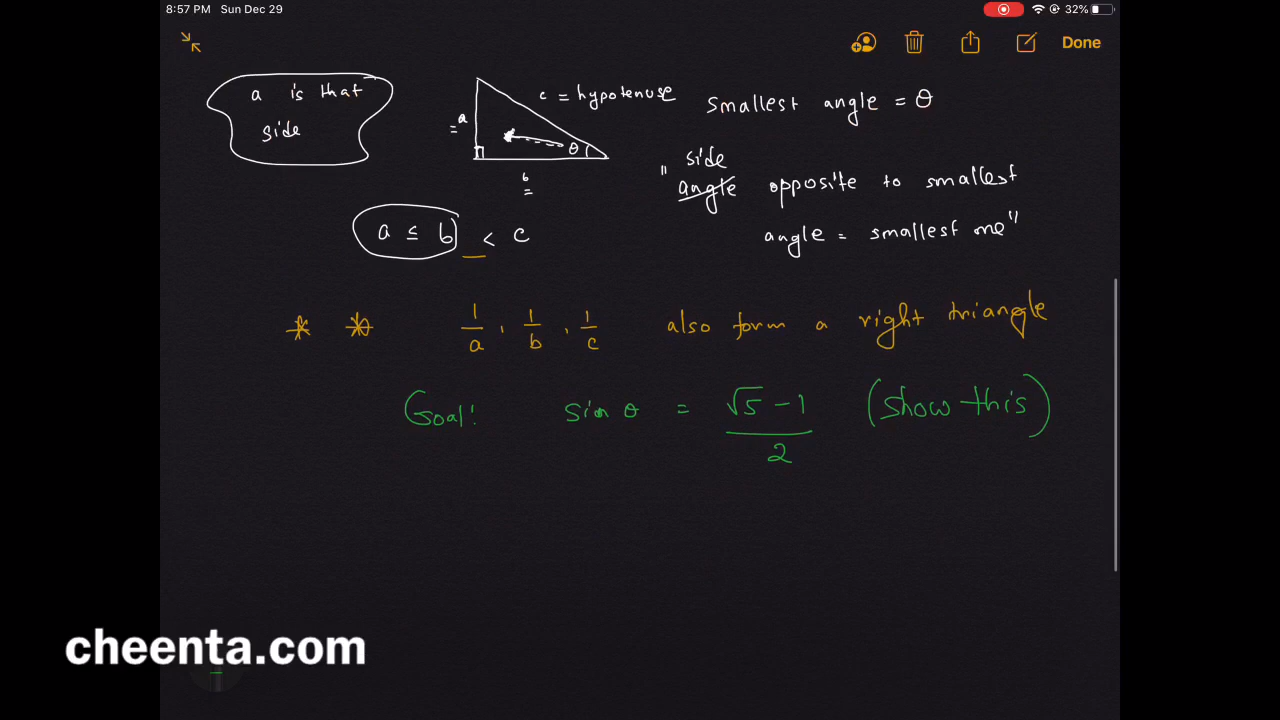 8:57 PM Sun Dec 29
32%
Done
a is that
side
c = hypotenuse
a
=
θ
b
=
smallest angle = θ
" side
angle opposite to smallest
angle = smallest one"
a ≤ b < c
* * 1/a, 1/b, 1/c also form a right triangle
Goal: sin θ = √5 - 1 / 2 (show this)
cheenta.com